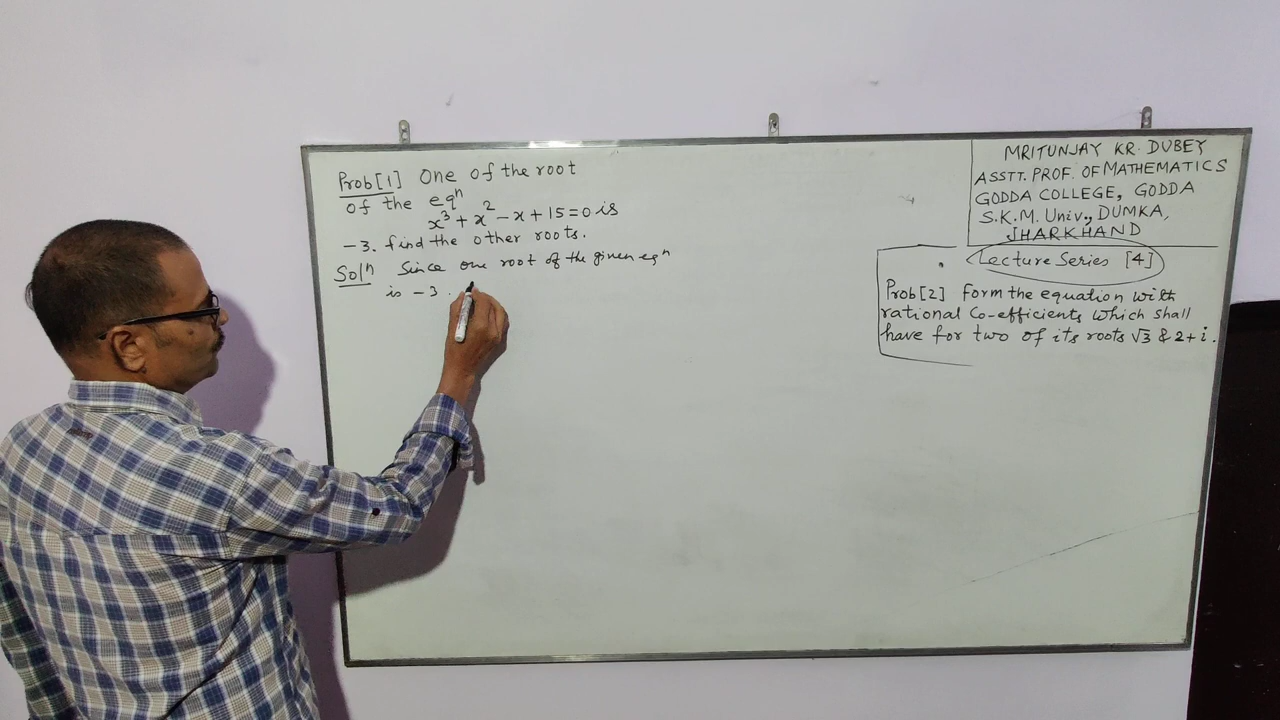 Prob[1] One of the root
of the eqⁿ
x³+x²-x+15=0 is
-3. find the other roots.
Solⁿ Since one root of the given eqⁿ
is -3.
MRITUNJAY KR. DUBEY
ASSTT. PROF. OF MATHEMATICS
GODDA COLLEGE, GODDA
S.K.M. Univ., DUMKA,
JHARKHAND
Lecture Series [4]
Prob[2] Form the equation with
rational Co-efficients which shall
have for two of its roots √3 & 2+i.